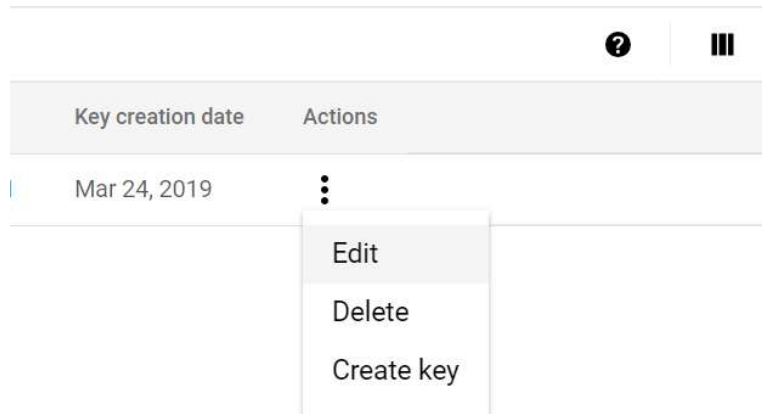 Key creation date Actions
Mar 24, 2019
Edit
Delete
Create key